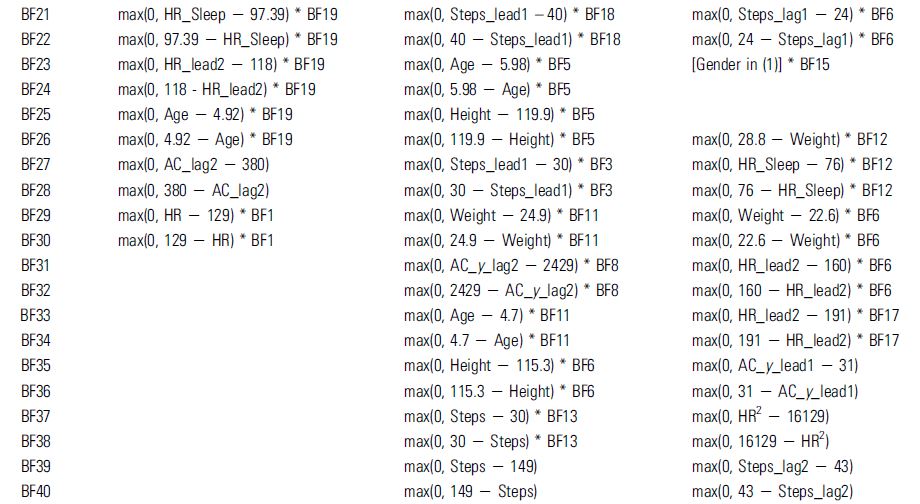 BF21 max(0, HR_Sleep − 97.39) * BF19 max(0, Steps_lead1 – 40) * BF18 max(0, Steps_lag1 − 24) * BF6
BF22 max(0, 97.39 − HR_Sleep) * BF19 max(0, 40 − Steps_lead1) * BF18 max(0, 24 − Steps_lag1) * BF6
BF23 max(0, HR_lead2 − 118) * BF19 max(0, Age − 5.98) * BF5 [Gender in (1)] * BF15
BF24 max(0, 118 - HR_lead2) * BF19 max(0, 5.98 − Age) * BF5
BF25 max(0, Age − 4.92) * BF19 max(0, Height − 119.9) * BF5
BF26 max(0, 4.92 − Age) * BF19 max(0, 119.9 − Height) * BF5 max(0, 28.8 − Weight) * BF12
BF27 max(0, AC_lag2 − 380) max(0, Steps_lead1 − 30) * BF3 max(0, HR_Sleep − 76) * BF12
BF28 max(0, 380 − AC_lag2) max(0, 30 − Steps_lead1) * BF3 max(0, 76 − HR_Sleep) * BF12
BF29 max(0, HR − 129) * BF1 max(0, Weight − 24.9) * BF11 max(0, Weight − 22.6) * BF6
BF30 max(0, 129 − HR) * BF1 max(0, 24.9 − Weight) * BF11 max(0, 22.6 − Weight) * BF6
BF31 max(0, AC_y_lag2 − 2429) * BF8 max(0, HR_lead2 − 160) * BF6
BF32 max(0, 2429 − AC_y_lag2) * BF8 max(0, 160 − HR_lead2) * BF6
BF33 max(0, Age − 4.7) * BF11 max(0, HR_lead2 − 191) * BF17
BF34 max(0, 4.7 − Age) * BF11 max(0, 191 − HR_lead2) * BF17
BF35 max(0, Height − 115.3) * BF6 max(0, AC_y_lead1 − 31)
BF36 max(0, 115.3 − Height) * BF6 max(0, 31 − AC_y_lead1)
BF37 max(0, Steps − 30) * BF13 max(0, HR² − 16129)
BF38 max(0, 30 − Steps) * BF13 max(0, 16129 − HR²)
BF39 max(0, Steps − 149) max(0, Steps_lag2 − 43)
BF40 max(0, 149 − Steps) max(0, 43 − Steps_lag2)